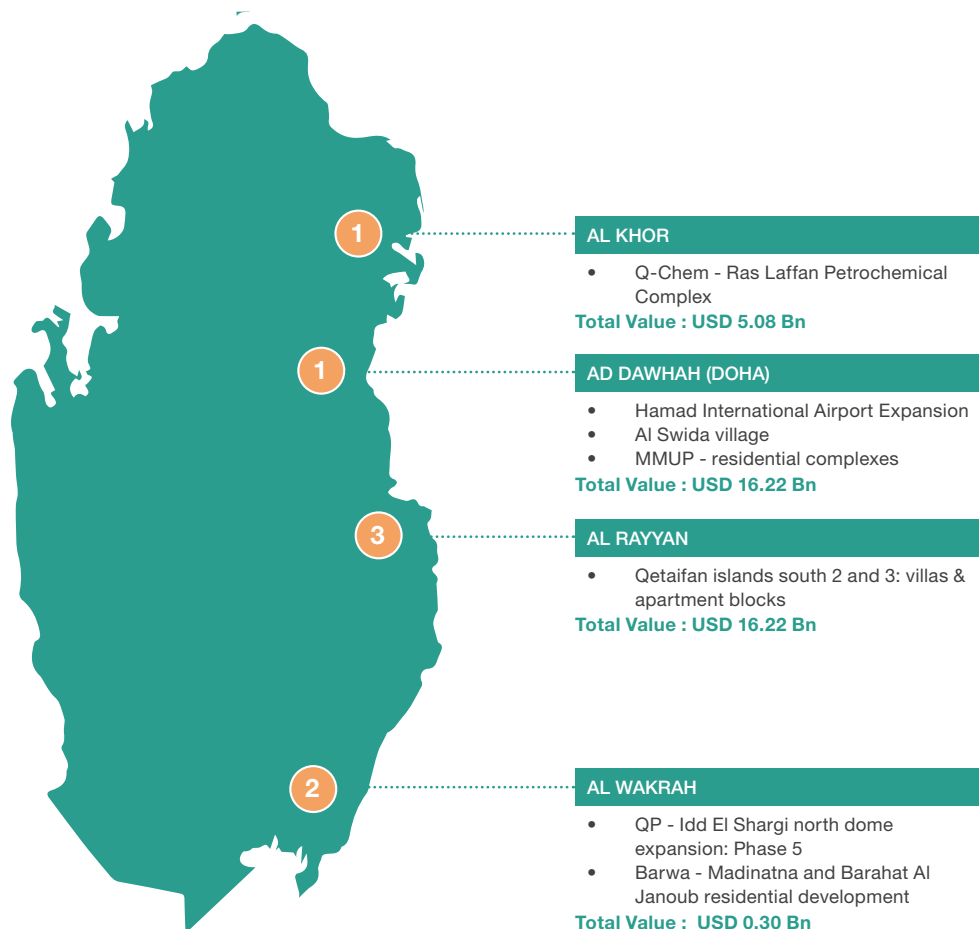 1
AL KHOR
• Q-Chem - Ras Laffan Petrochemical
Complex
Total Value : USD 5.08 Bn
1
AD DAWHAH (DOHA)
• Hamad International Airport Expansion
• Al Swida village
• MMUP - residential complexes
Total Value : USD 16.22 Bn
3
AL RAYYAN
• Qetaifan islands south 2 and 3: villas &
apartment blocks
Total Value : USD 16.22 Bn
2
AL WAKRAH
• QP - Idd El Shargi north dome
expansion: Phase 5
• Barwa - Madinatna and Barahat Al
Janoub residential development
Total Value :  USD 0.30 Bn